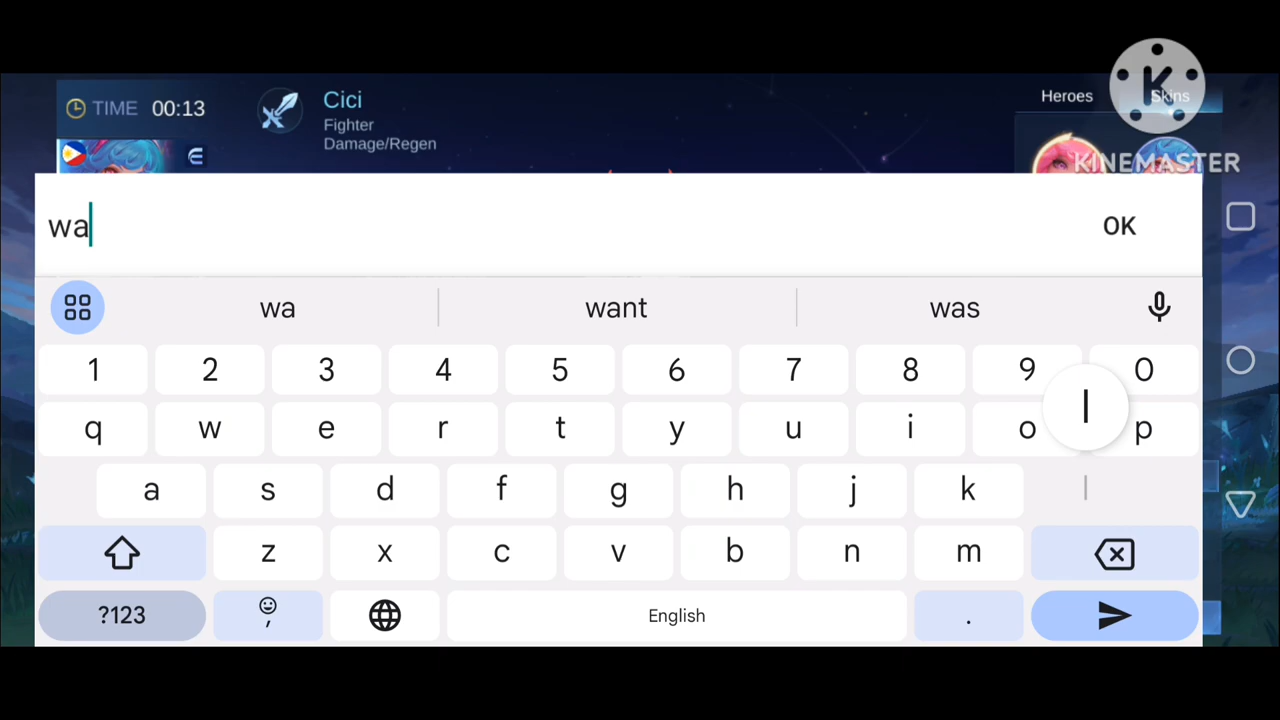 TIME 00:13
Cici
Fighter
Damage/Regen
Heroes
Skins
K
KINEMASTER
wa
OK
wa want was
1 2 3 4 5 6 7 8 9 0
q w e r t y u i o p
l
a s d f g h j k l
z x c v b n m
?123 , English .